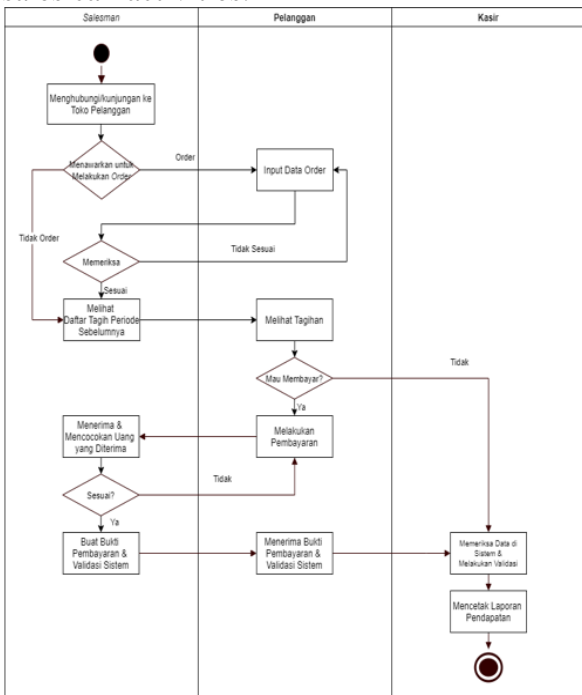 Salesman
Pelanggan
Kasir
Menghubungi/kunjungan ke
Toko Pelanggan
Menawarkan untuk
Melakukan Order
Order
Input Data Order
Tidak Order
Tidak Sesuai
Memeriksa
Sesuai
Melihat
Daftar Tagih Periode
Sebelumnya
Melihat Tagihan
Mau Membayar?
Tidak
Ya
Menerima &
Mencocokan Uang
yang Diterima
Melakukan
Pembayaran
Sesuai?
Tidak
Ya
Buat Bukti
Pembayaran &
Validasi Sistem
Menerima Bukti
Pembayaran &
Validasi Sistem
Memeriksa Data di
Sistem &
Melakukan Validasi
Mencetak Laporan
Pendapatan